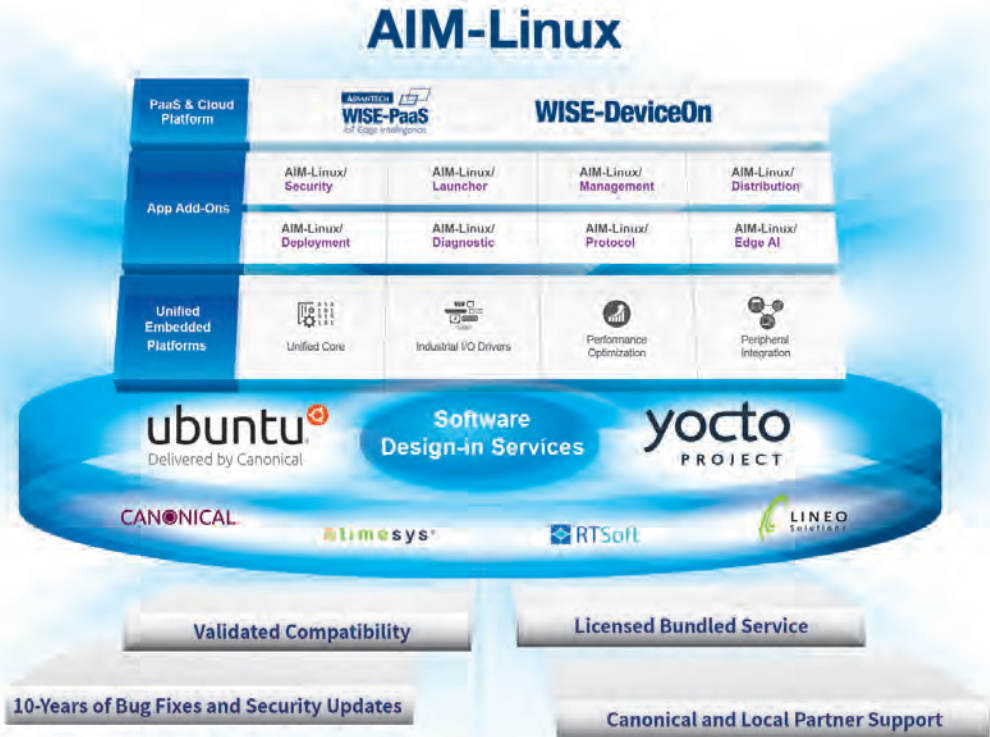 AIM-Linux
PaaS & Cloud
Platform
ADVANTECH
WISE-PaaS
IoT Edge Intelligence
WISE-DeviceOn
App Add-Ons
AIM-Linux/
Security
AIM-Linux/
Launcher
AIM-Linux/
Management
AIM-Linux/
Distribution
AIM-Linux/
Deployment
AIM-Linux/
Diagnostic
AIM-Linux/
Protocol
AIM-Linux/
Edge AI
Unified
Embedded
Platforms
Unified Core
Industrial I/O Drivers
Performance
Optimization
Peripheral
Integration
ubuntu
Delivered by Canonical
Software
Design-in Services
yocto
PROJECT
CANONICAL
timesys
RTSoft
LINEO
Solutions
Validated Compatibility
Licensed Bundled Service
10-Years of Bug Fixes and Security Updates
Canonical and Local Partner Support